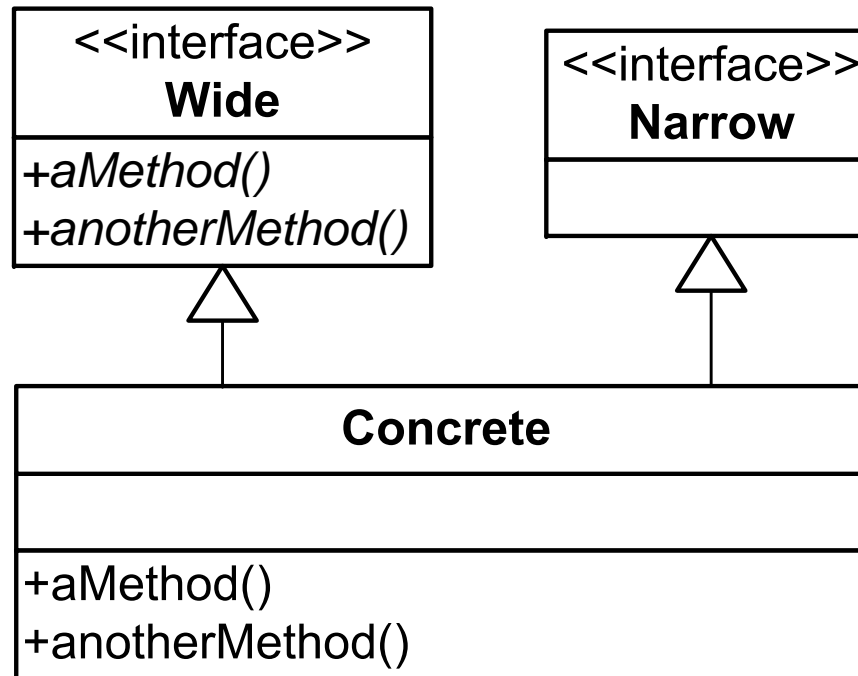 <<interface>>
Wide
+aMethod()
+anotherMethod()
<<interface>>
Narrow
Concrete
+aMethod()
+anotherMethod()